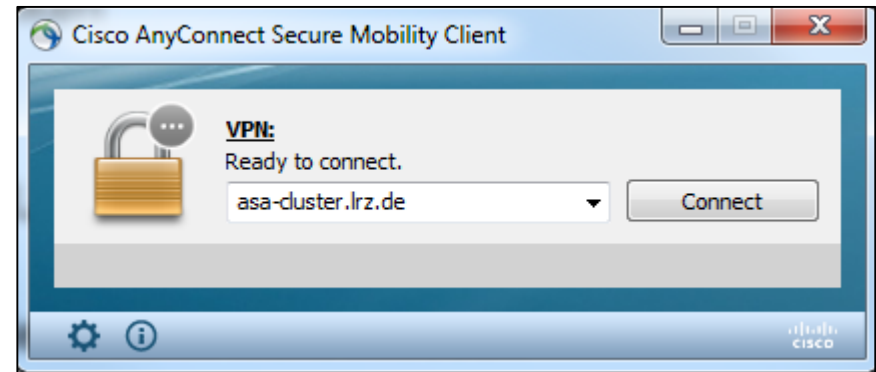 Cisco AnyConnect Secure Mobility Client
VPN:
Ready to connect.
asa-cluster.lrz.de
Connect
CISCO